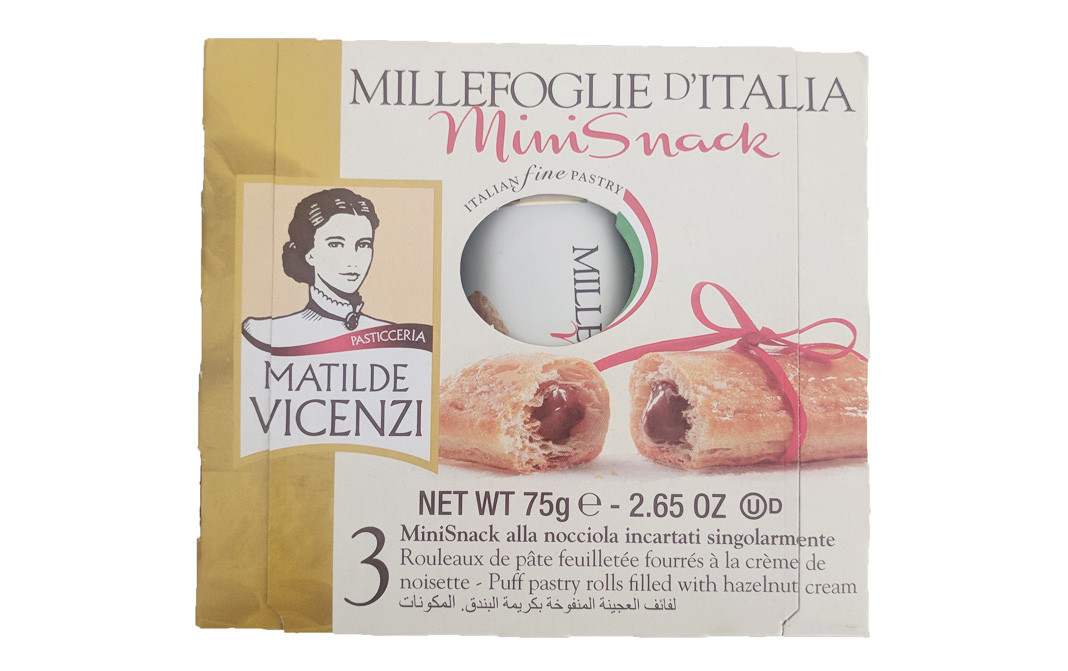 MILLEFOGLIE D'ITALIA
MiniSnack
ITALIAN fine PASTRY
MILLE
PASTICCERIA
MATILDE
VICENZI
NET WT 75g ℮ - 2.65 OZ Ⓤ D
3
MiniSnack alla nocciola incartati singolarmente
Rouleaux de pâte feuilletée fourrés à la crème de
noisette - Puff pastry rolls filled with hazelnut cream
لفائف العجينة المنفوخة بكريمة البندق. المكونات